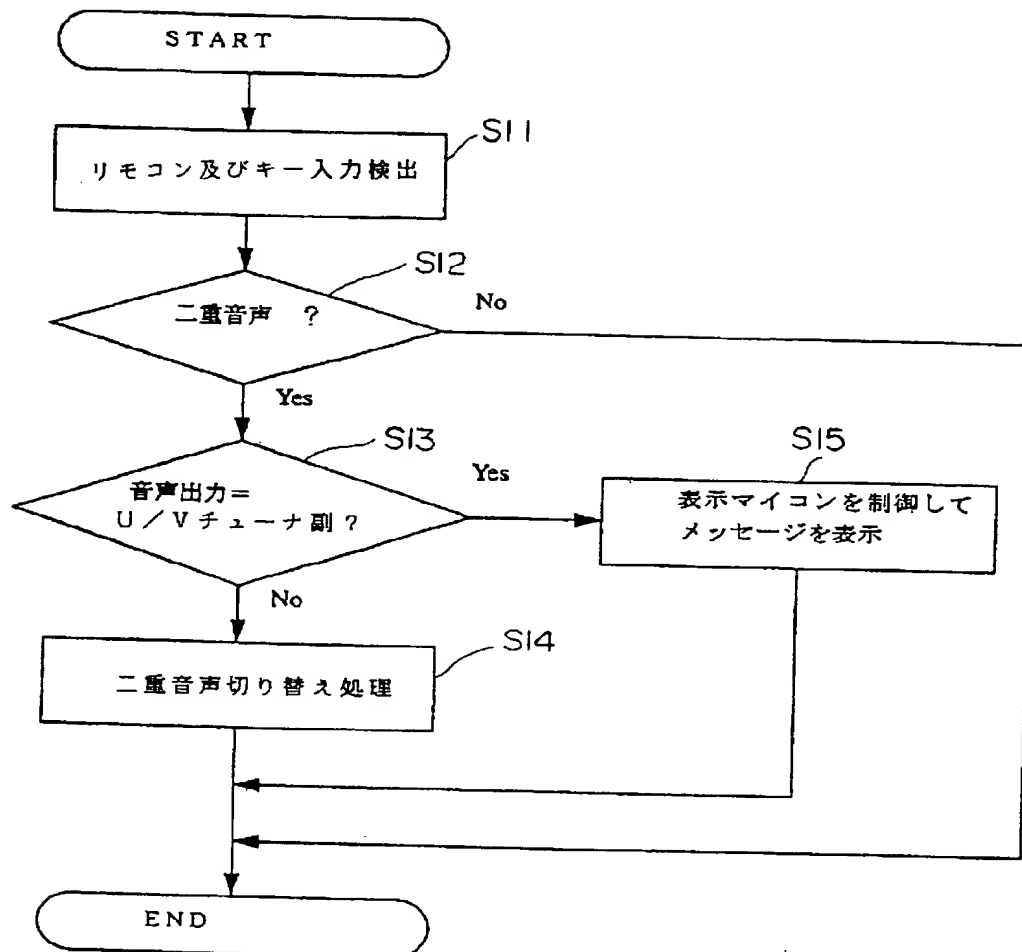 START
S11
リモコン及びキー入力検出
S12
二重音声 ?
No
Yes
S13
音声出力=
U/Vチューナ副?
Yes
S15
表示マイコンを制御して
メッセージを表示
No
S14
二重音声切り替え処理
END